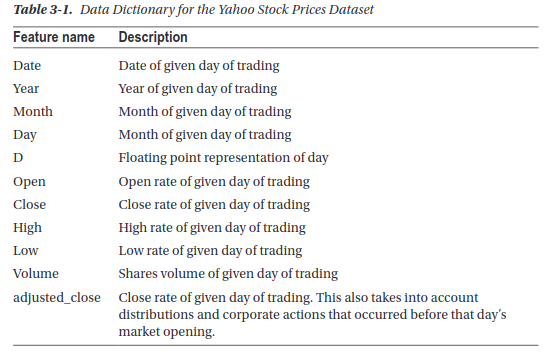 Table 3-1. Data Dictionary for the Yahoo Stock Prices Dataset
Feature name Description
Date Date of given day of trading
Year Year of given day of trading
Month Month of given day of trading
Day Month of given day of trading
D Floating point representation of day
Open Open rate of given day of trading
Close Close rate of given day of trading
High High rate of given day of trading
Low Low rate of given day of trading
Volume Shares volume of given day of trading
adjusted_close Close rate of given day of trading. This also takes into account
distributions and corporate actions that occurred before that day's
market opening.